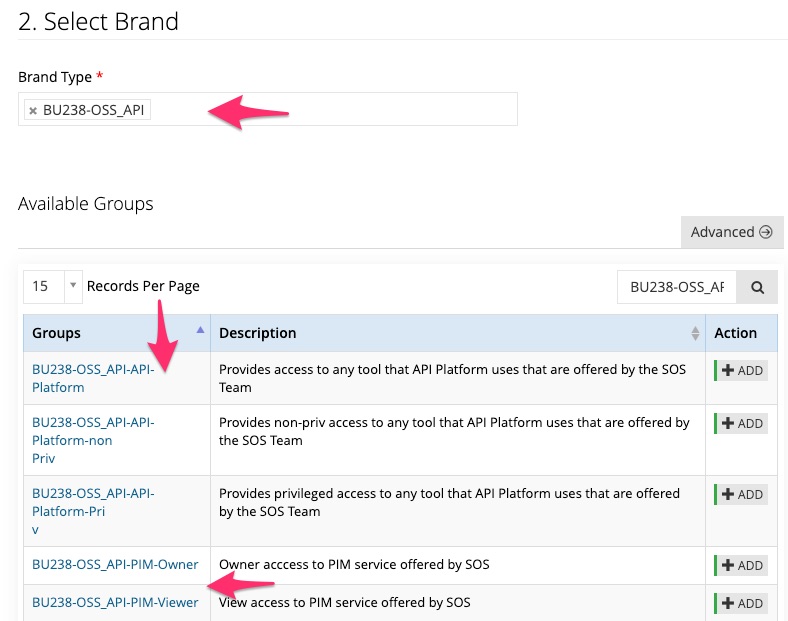 2. Select Brand
Brand Type *
× BU238-OSS_API
Available Groups
Advanced
15 Records Per Page BU238-OSS_AF
Groups Description Action
BU238-OSS_API-API- Provides access to any tool that API Platform uses that are offered by the SOS ADD
Platform Team
BU238-OSS_API-API- Provides non-priv access to any tool that API Platform uses that are offered by ADD
Platform-non the SOS Team
Priv
BU238-OSS_API-API- Provides privileged access to any tool that API Platform uses that are offered ADD
Platform-Pri by the SOS Team
v
BU238-OSS_API-PIM-Owner Owner acccess to PIM service offered by SOS ADD
BU238-OSS_API-PIM-Viewer View access to PIM service offered by SOS ADD